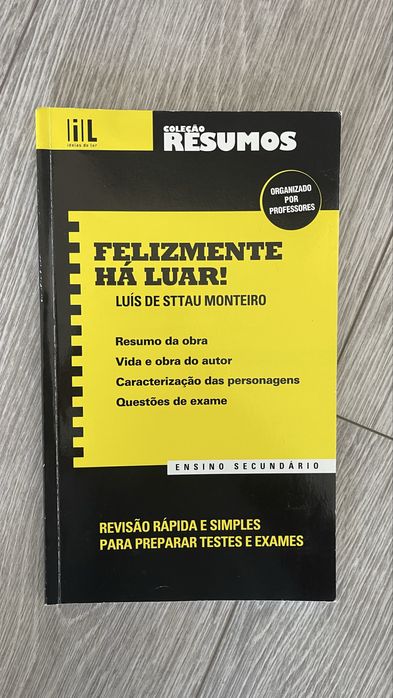 iL
ideias de ler
COLEÇÃO
RESUMOS
ORGANIZADO
POR
PROFESSORES
FELIZMENTE
HÁ LUAR!
LUÍS DE STTAU MONTEIRO
Resumo da obra
Vida e obra do autor
Caracterização das personagens
Questões de exame
ENSINO SECUNDÁRIO
REVISÃO RÁPIDA E SIMPLES
PARA PREPARAR TESTES E EXAMES